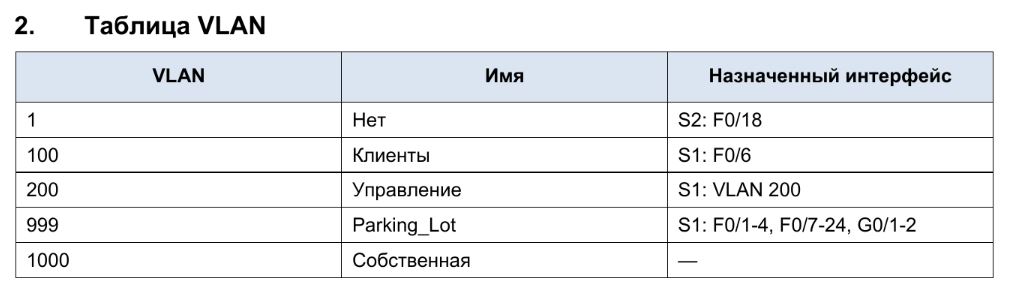 2. Таблица VLAN
VLAN Имя Назначенный интерфейс
1 Нет S2: F0/18
100 Клиенты S1: F0/6
200 Управление S1: VLAN 200
999 Parking_Lot S1: F0/1-4, F0/7-24, G0/1-2
1000 Собственная —